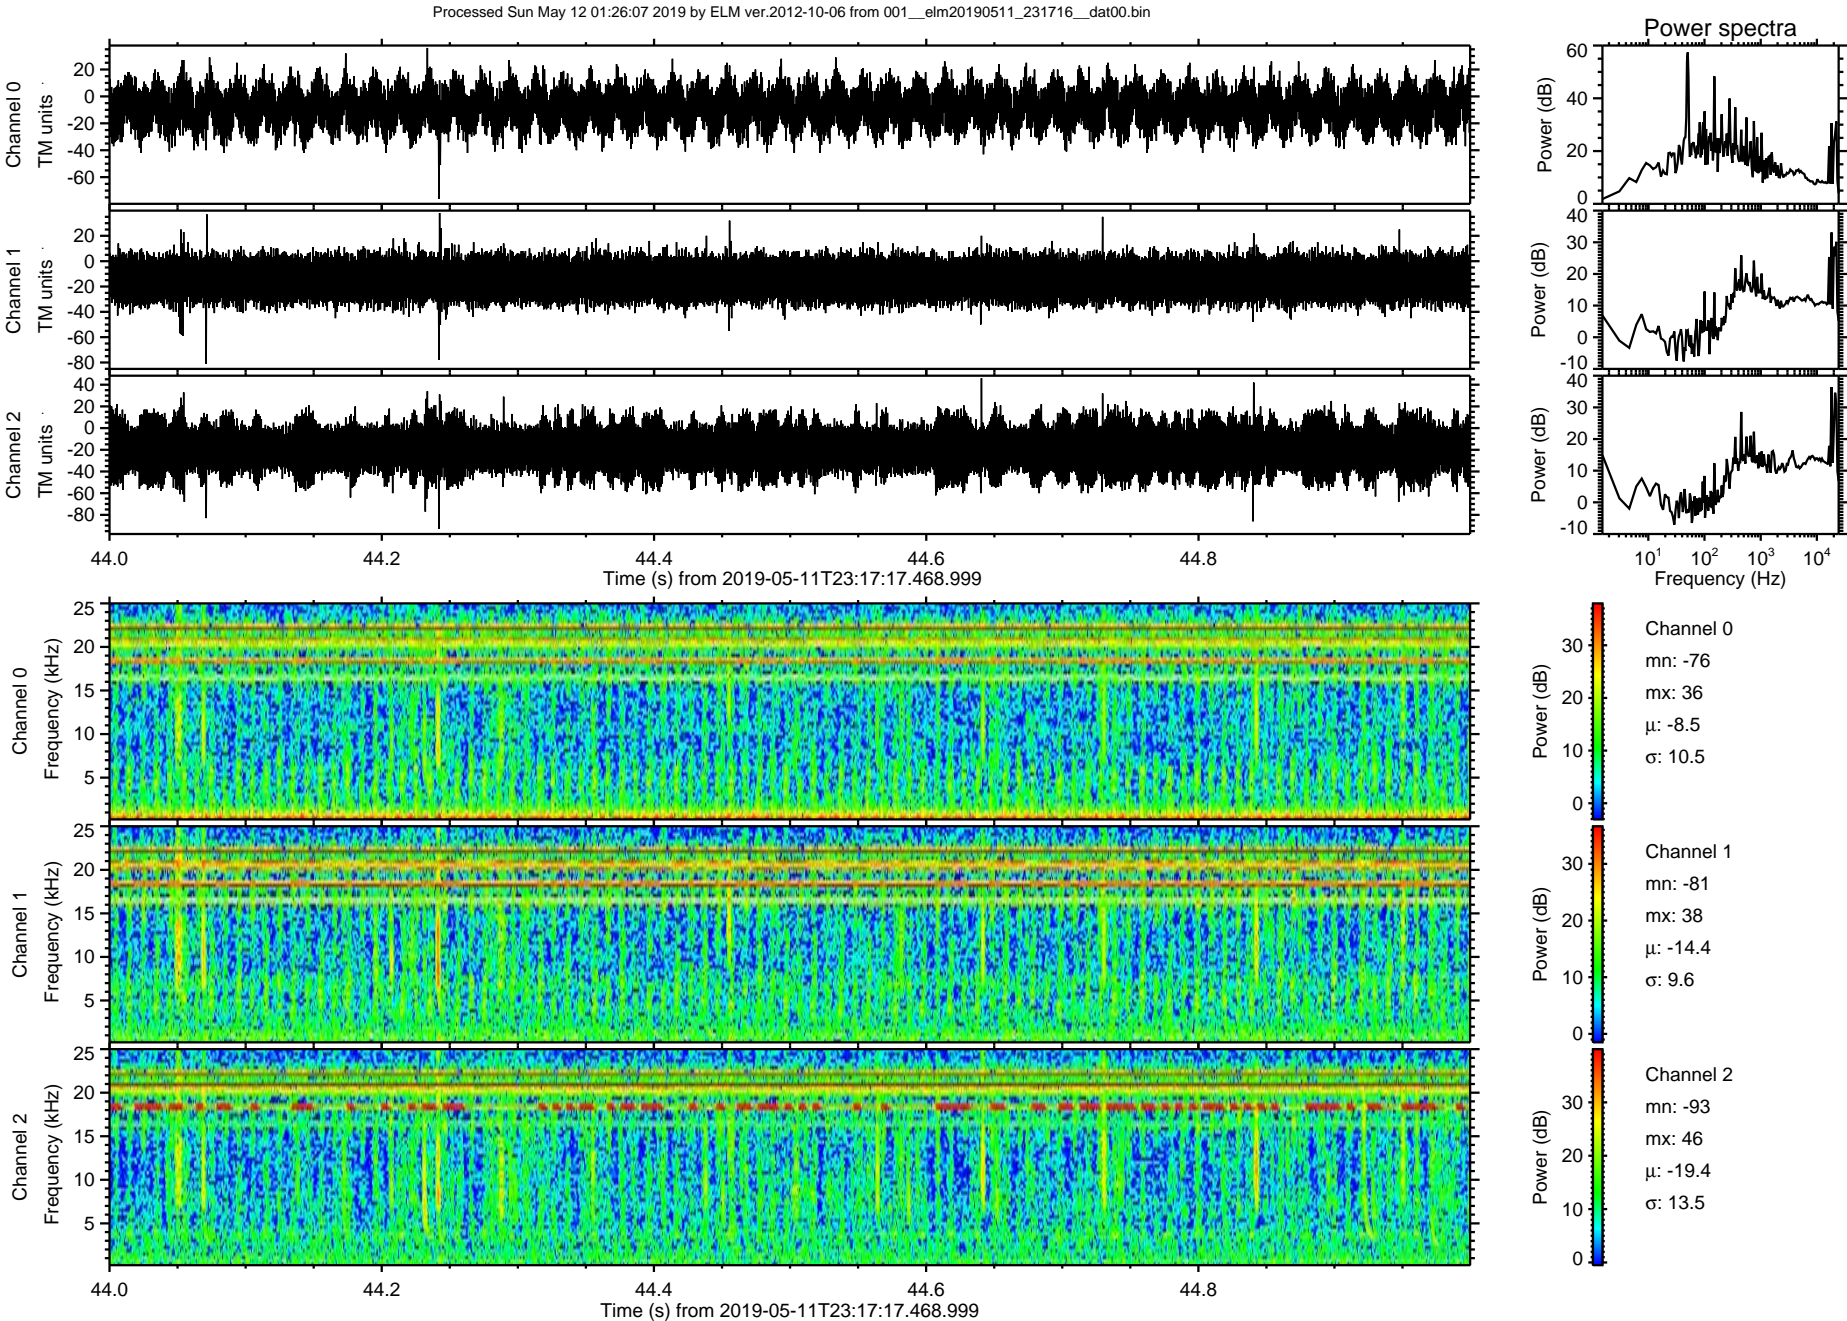 Processed Sun May 12 01:26:07 2019 by ELM ver.2012-10-06 from 001__elm20190511_231716__dat00.bin
Power spectra
Channel 0
TM units
20
0
-20
-40
-60
Power (dB)
60
40
20
0
Channel 1
TM units
20
0
-20
-40
-60
-80
Power (dB)
40
30
20
10
0
-10
Channel 2
TM units
40
20
0
-20
-40
-60
-80
Power (dB)
40
30
20
10
0
-10
44.0 44.2 44.4 44.6 44.8
Time (s) from 2019-05-11T23:17:17.468.999
10¹ 10² 10³ 10⁴
Frequency (Hz)
Channel 0
Frequency (kHz)
25
20
15
10
5
Power (dB)
30
20
10
0
Channel 0
mn: -76
mx: 36
μ: -8.5
σ: 10.5
Channel 1
Frequency (kHz)
25
20
15
10
5
Power (dB)
30
20
10
0
Channel 1
mn: -81
mx: 38
μ: -14.4
σ: 9.6
Channel 2
Frequency (kHz)
25
20
15
10
5
Power (dB)
30
20
10
0
Channel 2
mn: -93
mx: 46
μ: -19.4
σ: 13.5
44.0 44.2 44.4 44.6 44.8
Time (s) from 2019-05-11T23:17:17.468.999